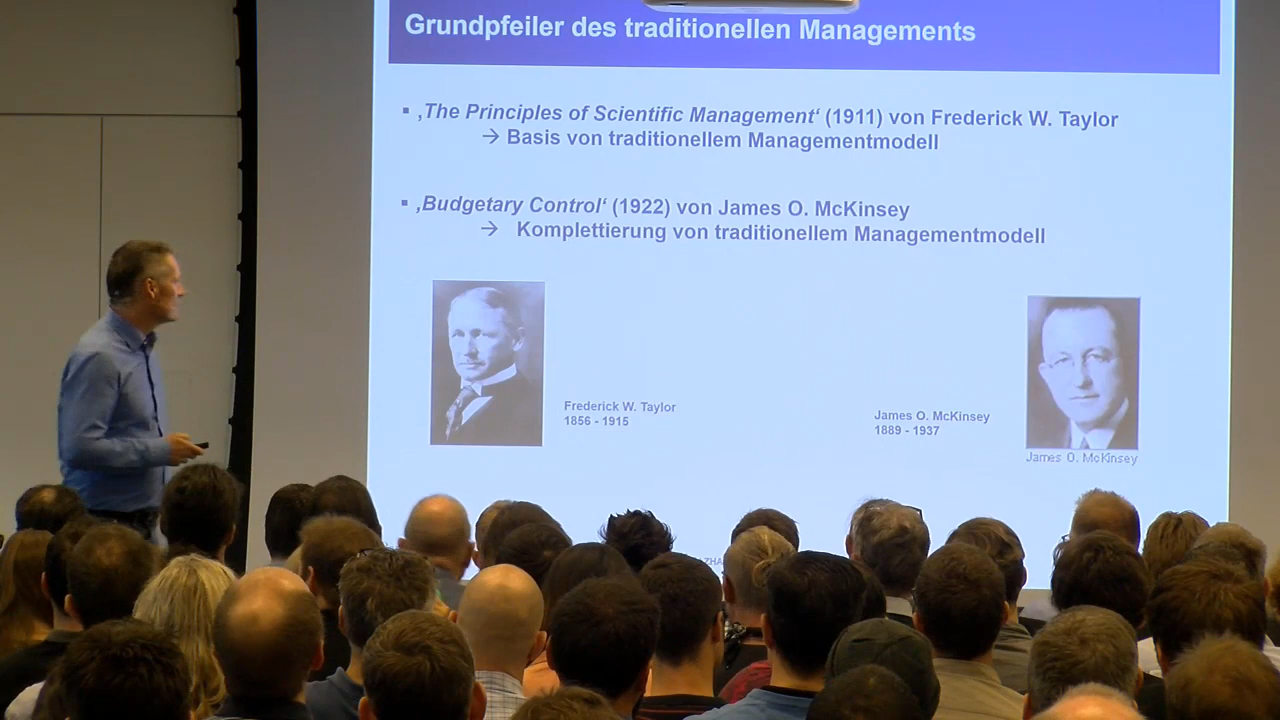 Grundpfeiler des traditionellen Managements
▪ ‚The Principles of Scientific Management‘ (1911) von Frederick W. Taylor
→ Basis von traditionellem Managementmodell
▪ ‚Budgetary Control‘ (1922) von James O. McKinsey
→ Komplettierung von traditionellem Managementmodell
Frederick W. Taylor
1856 - 1915
James O. McKinsey
1889 - 1937
James O. McKinsey